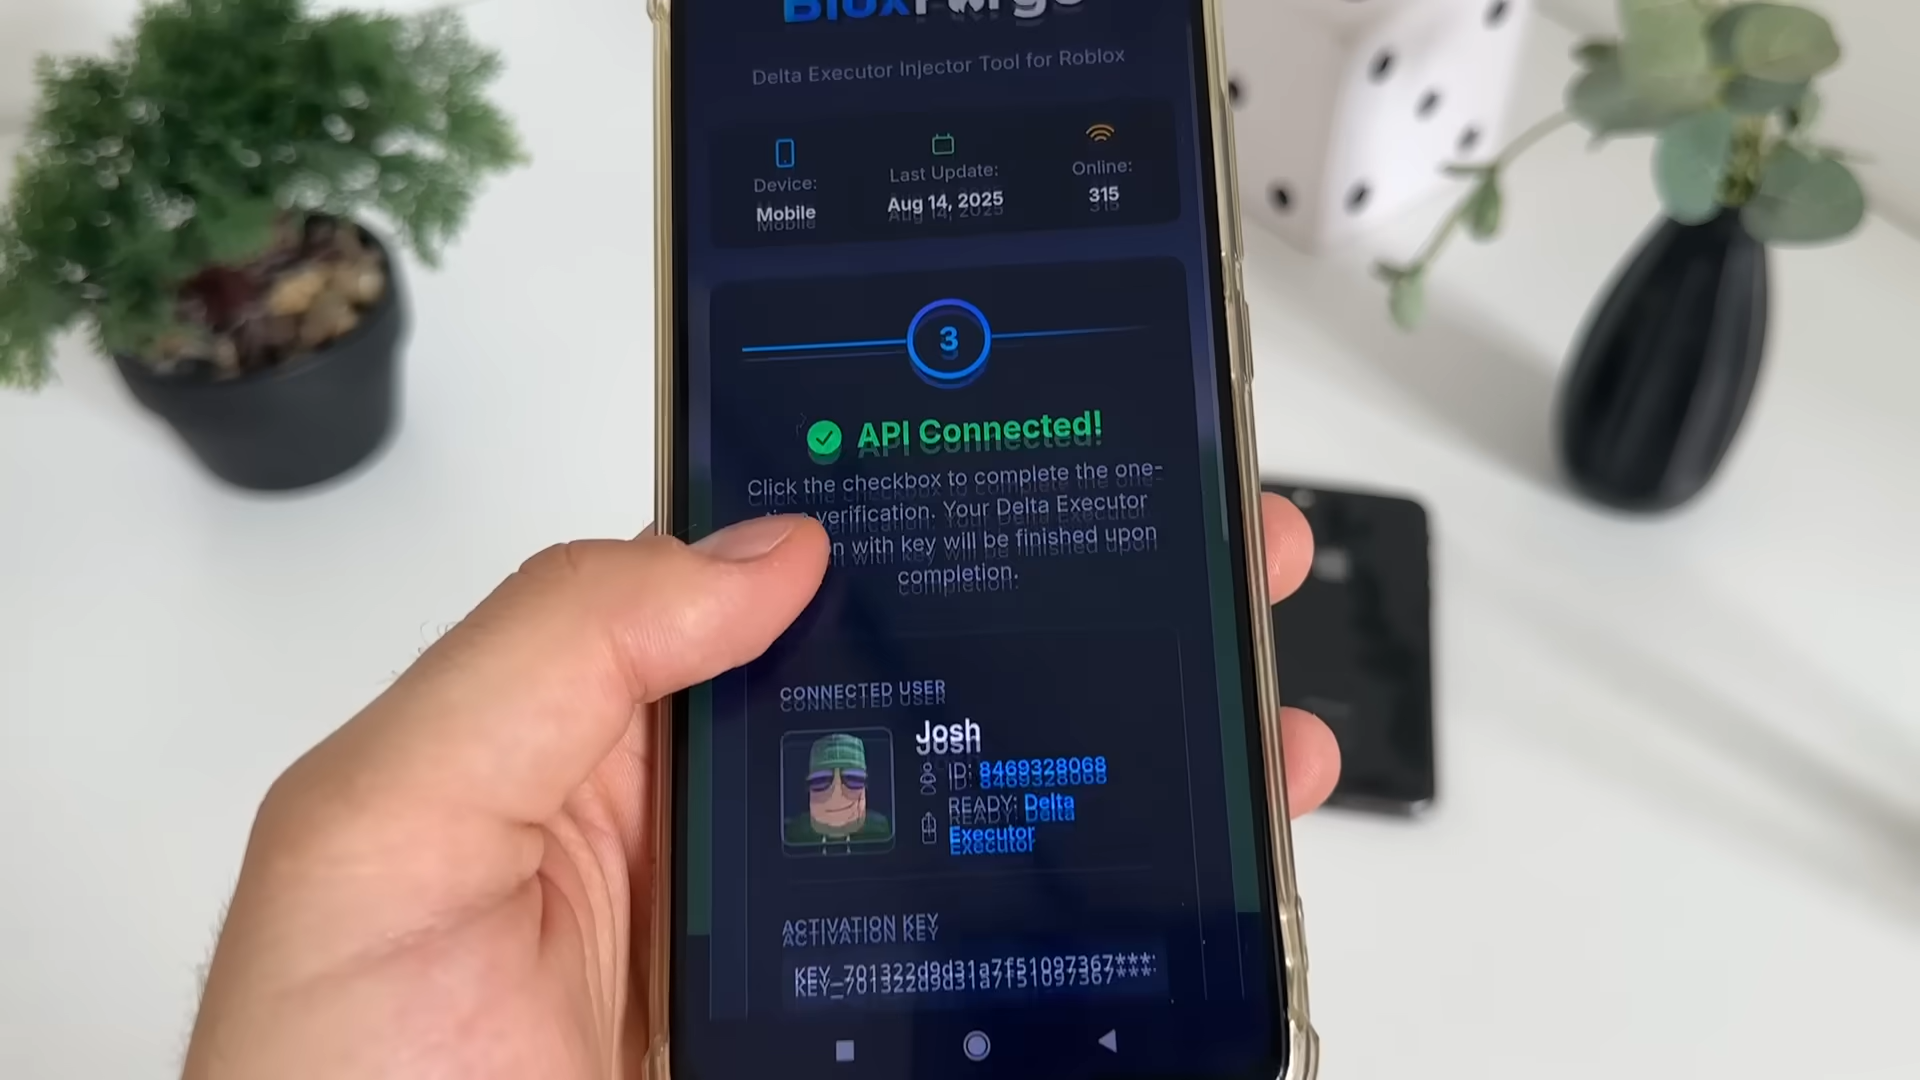 BloxForge
Delta Executor Injector Tool for Roblox
Device:
Mobile
Last Update:
Aug 14, 2025
Online:
315
3
API Connected!
Click the checkbox to complete the one-
verification. Your Delta Executor
with key will be finished upon
completion.
CONNECTED USER
Josh
ID: 8469328068
READY: Delta
Executor
ACTIVATION KEY
KEY_701322d9d31a7f51097367***